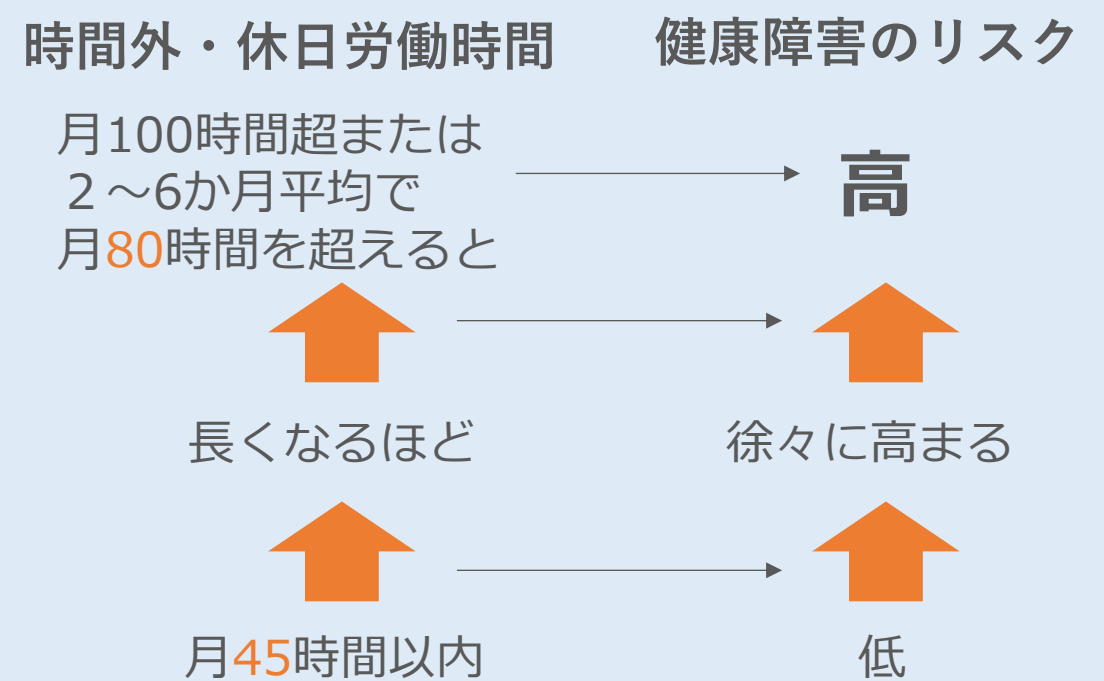 時間外・休日労働時間
健康障害のリスク
月100時間超または
２～6か月平均で
月80時間を超えると
高
長くなるほど
徐々に高まる
月45時間以内
低